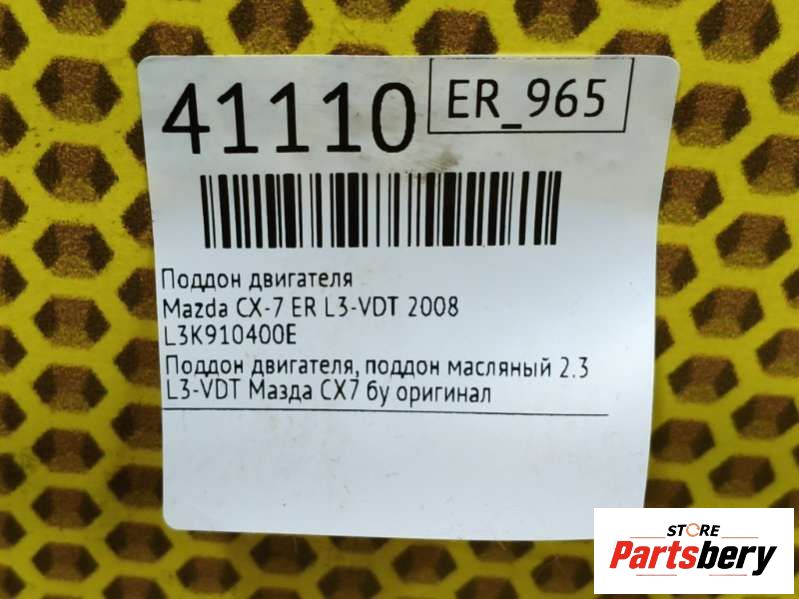 41110
ER_965
Поддон двигателя
Mazda CX-7 ER L3-VDT 2008
L3K910400E
Поддон двигателя, поддон масляный 2.3
L3-VDT Мазда CX7 бу оригинал
STORE
Partsbery